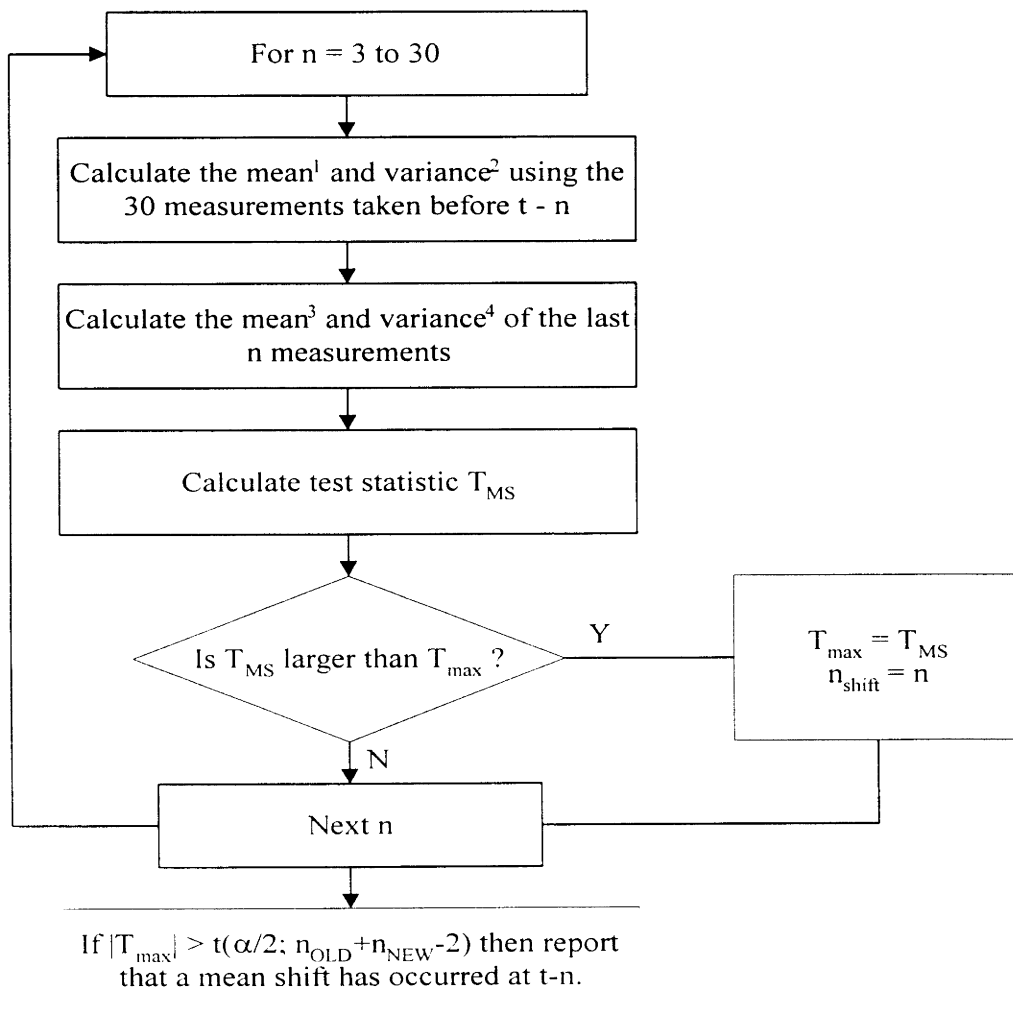 For n = 3 to 30
Calculate the mean¹ and variance² using the
30 measurements taken before t - n
Calculate the mean³ and variance⁴ of the last
n measurements
Calculate test statistic T_MS
Is T_MS larger than T_max ?
Y
T_max = T_MS
n_shift = n
N
Next n
If |T_max| > t(α/2; n_OLD+n_NEW-2) then report
that a mean shift has occurred at t-n.